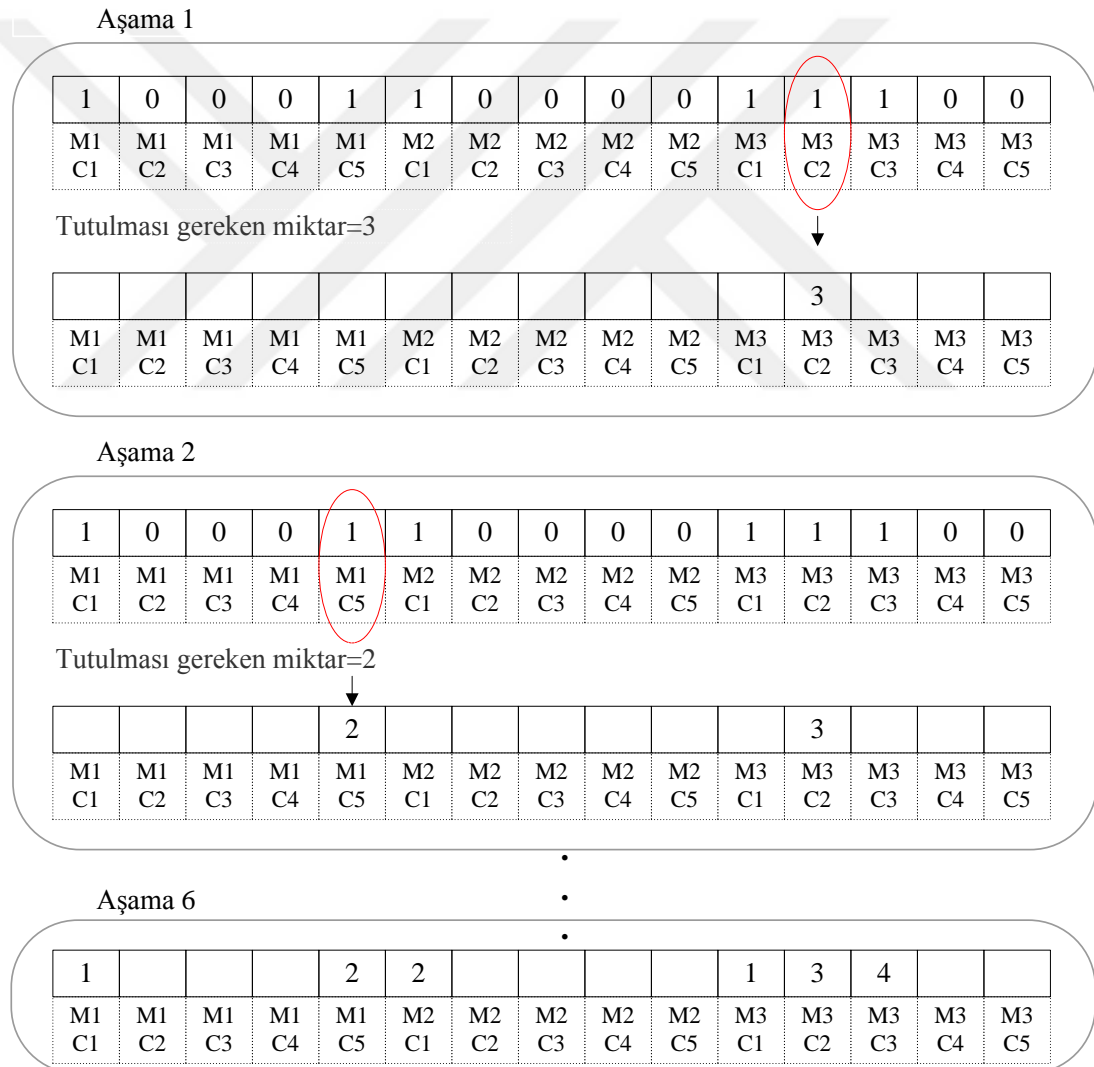 Aşama 1
1 0 0 0 1 1 0 0 0 0 1 1 1 0 0
M1 M1 M1 M1 M1 M2 M2 M2 M2 M2 M3 M3 M3 M3 M3
C1 C2 C3 C4 C5 C1 C2 C3 C4 C5 C1 C2 C3 C4 C5
Tutulması gereken miktar=3
3
M1 M1 M1 M1 M1 M2 M2 M2 M2 M2 M3 M3 M3 M3 M3
C1 C2 C3 C4 C5 C1 C2 C3 C4 C5 C1 C2 C3 C4 C5
Aşama 2
1 0 0 0 1 1 0 0 0 0 1 1 1 0 0
M1 M1 M1 M1 M1 M2 M2 M2 M2 M2 M3 M3 M3 M3 M3
C1 C2 C3 C4 C5 C1 C2 C3 C4 C5 C1 C2 C3 C4 C5
Tutulması gereken miktar=2
2 3
M1 M1 M1 M1 M1 M2 M2 M2 M2 M2 M3 M3 M3 M3 M3
C1 C2 C3 C4 C5 C1 C2 C3 C4 C5 C1 C2 C3 C4 C5
Aşama 6
1 2 2 1 3 4
M1 M1 M1 M1 M1 M2 M2 M2 M2 M2 M3 M3 M3 M3 M3
C1 C2 C3 C4 C5 C1 C2 C3 C4 C5 C1 C2 C3 C4 C5